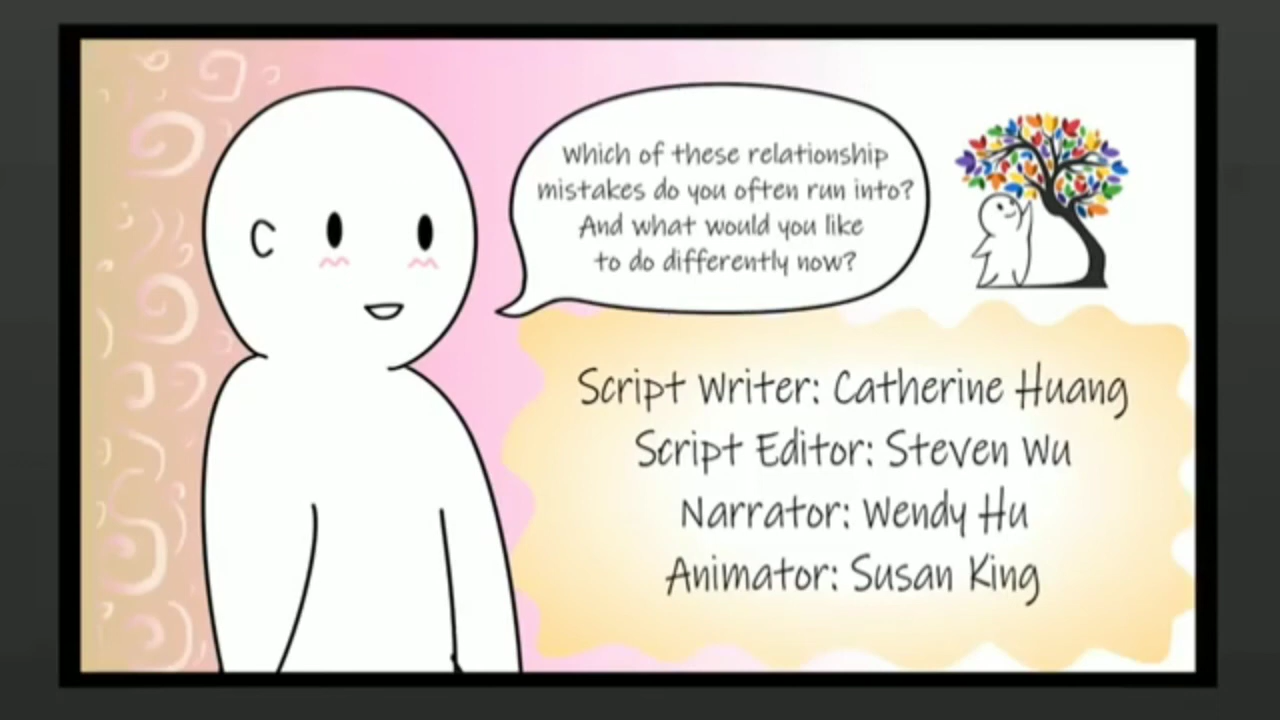 Which of these relationship
mistakes do you often run into?
And what would you like
to do differently now?
Script Writer: Catherine Huang
Script Editor: Steven Wu
Narrator: Wendy Hu
Animator: Susan King